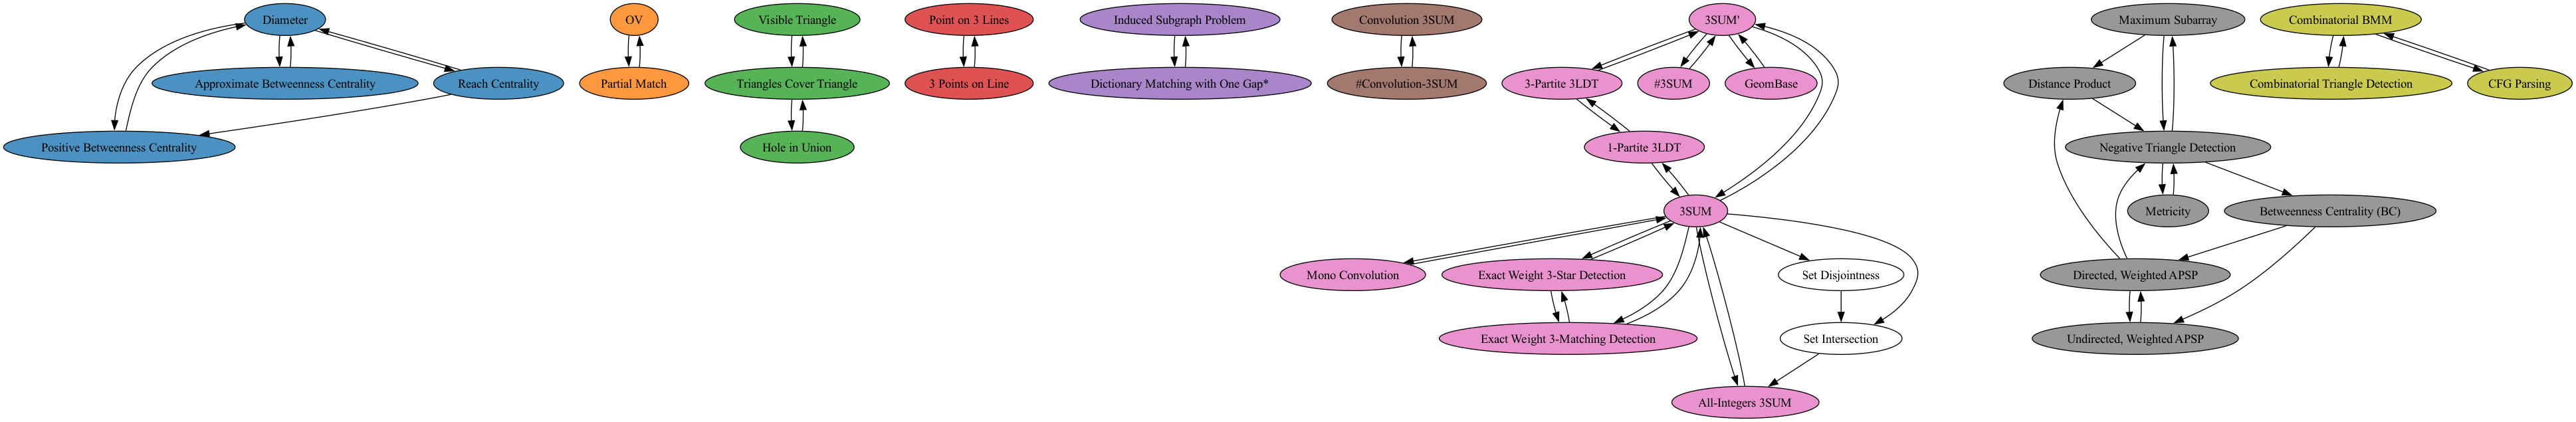 Diameter
OV
Visible Triangle
Point on 3 Lines
Induced Subgraph Problem
Convolution 3SUM
3SUM'
Maximum Subarray
Combinatorial BMM
Approximate Betweenness Centrality
Reach Centrality
Partial Match
Triangles Cover Triangle
3 Points on Line
Dictionary Matching with One Gap*
#Convolution-3SUM
3-Partite 3LDT
#3SUM
GeomBase
Distance Product
Combinatorial Triangle Detection
CFG Parsing
Positive Betweenness Centrality
Hole in Union
1-Partite 3LDT
Negative Triangle Detection
3SUM
Metricity
Betweenness Centrality (BC)
Mono Convolution
Exact Weight 3-Star Detection
Set Disjointness
Directed, Weighted APSP
Exact Weight 3-Matching Detection
Set Intersection
Undirected, Weighted APSP
All-Integers 3SUM